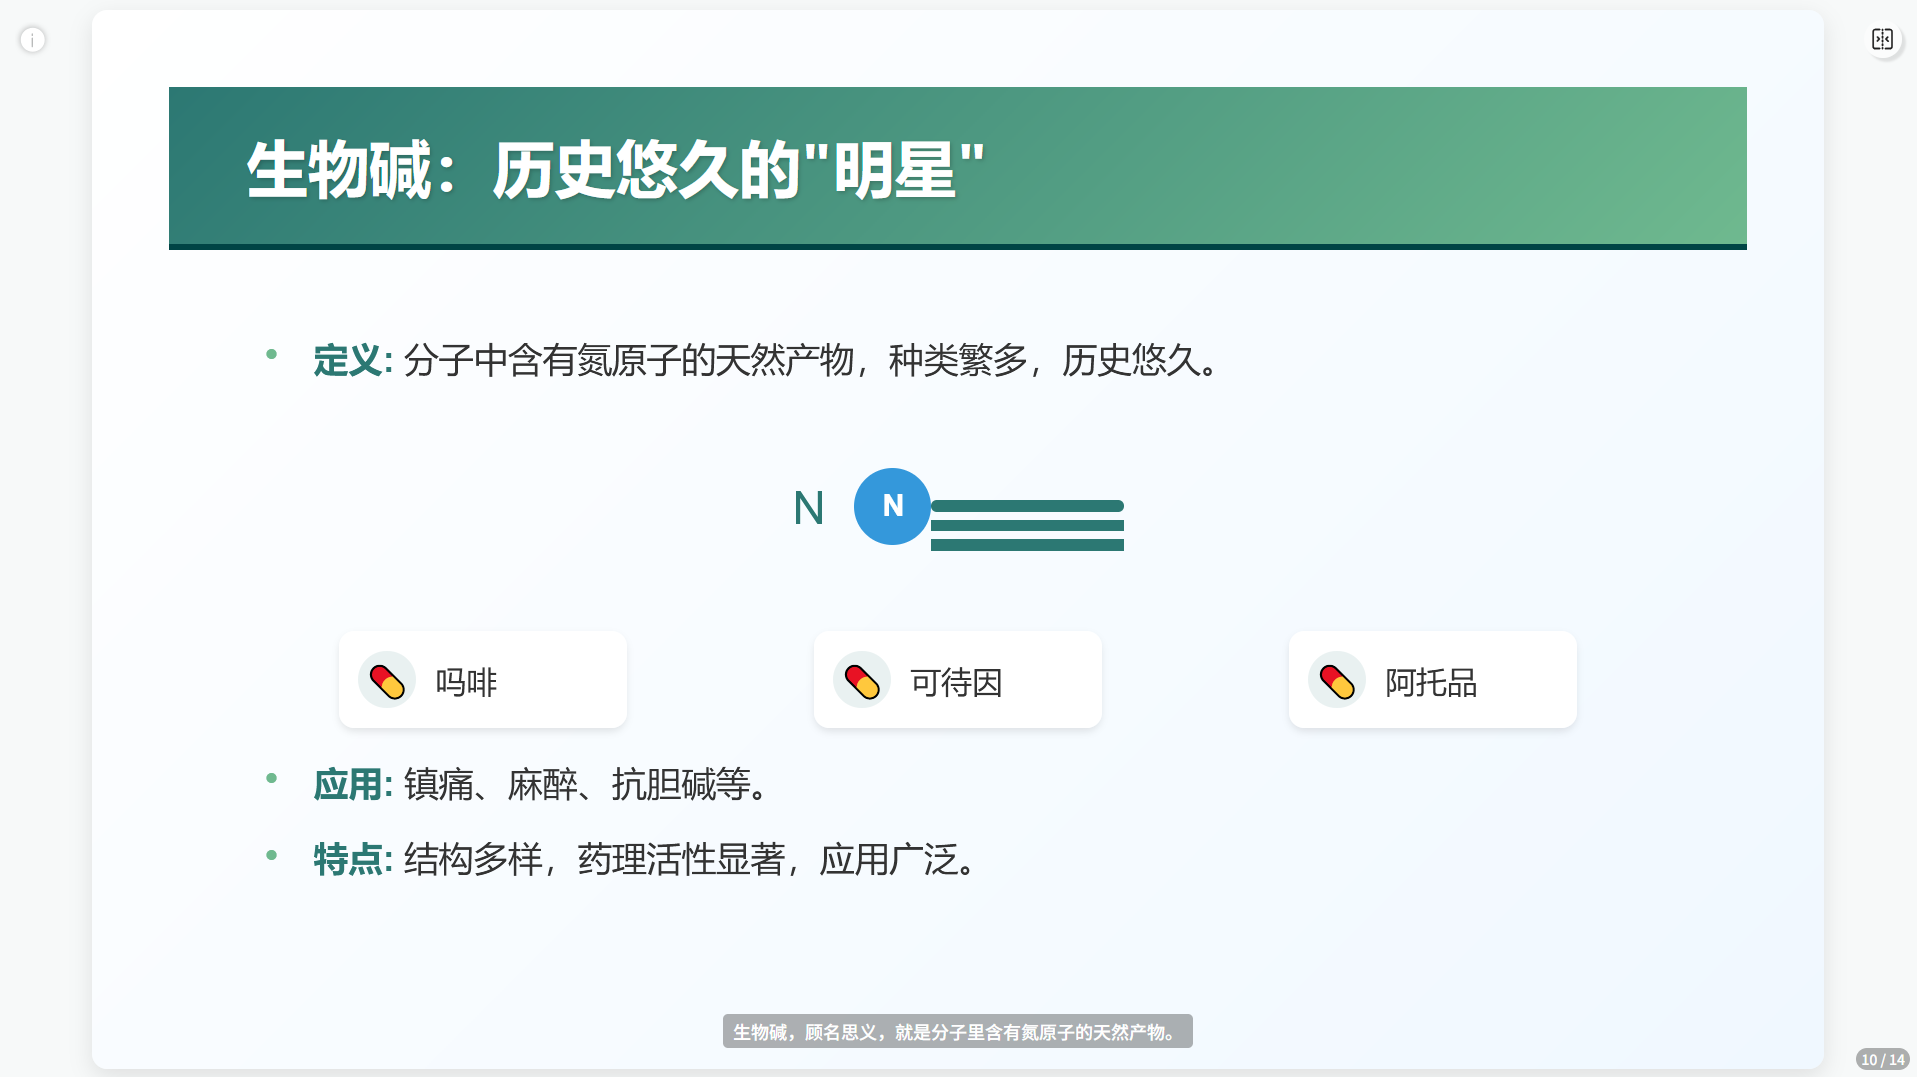 生物碱：历史悠久的"明星"
定义: 分子中含有氮原子的天然产物，种类繁多，历史悠久。
N
N
吗啡
可待因
阿托品
应用: 镇痛、麻醉、抗胆碱等。
特点: 结构多样，药理活性显著，应用广泛。
生物碱，顾名思义，就是分子里含有氮原子的天然产物。
10 / 14